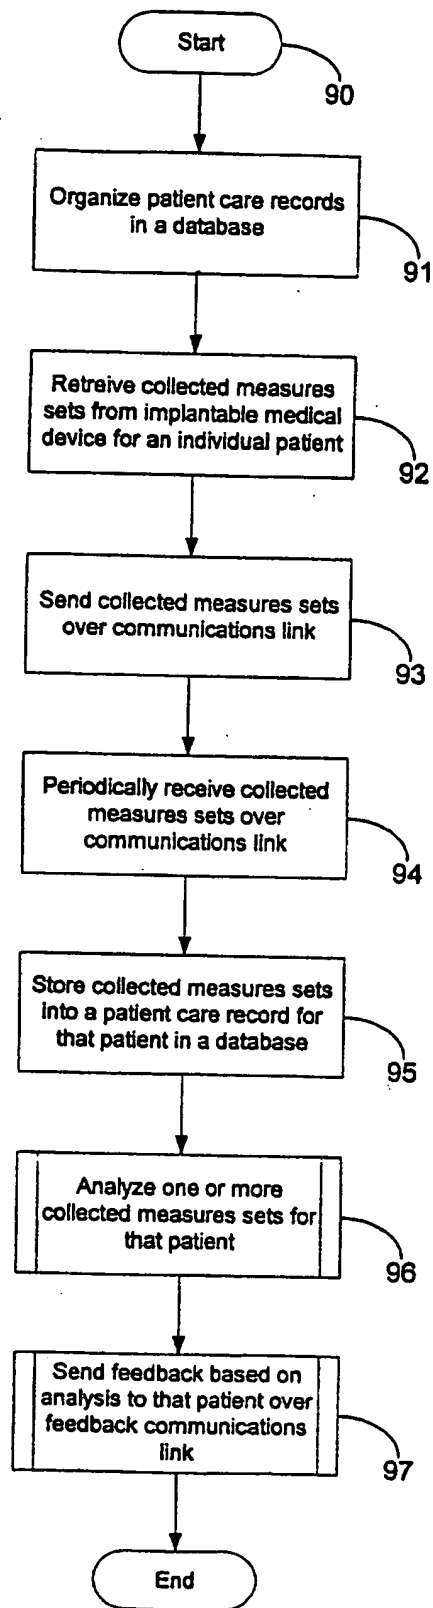 Start
90
Organize patient care records
in a database
91
Retreive collected measures
sets from implantable medical
device for an individual patient
92
Send collected measures sets
over communications link
93
Periodically receive collected
measures sets over
communications link
94
Store collected measures sets
into a patient care record for
that patient in a database
95
Analyze one or more
collected measures sets for
that patient
96
Send feedback based on
analysis to that patient over
feedback communications
link
97
End